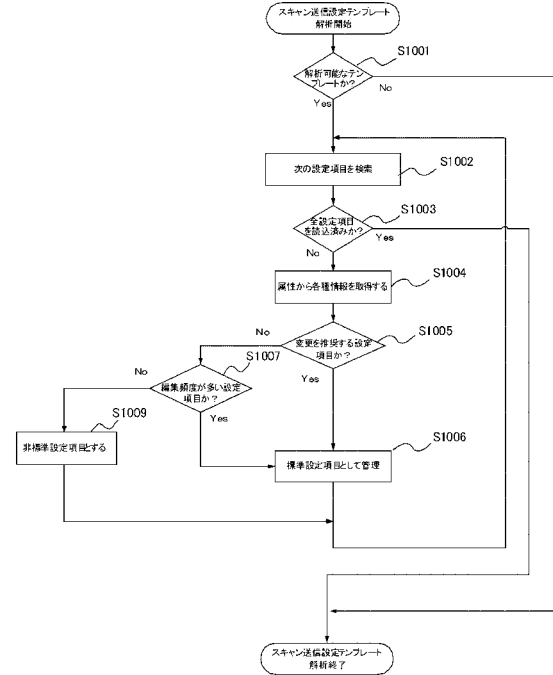 スキャン送信設定テンプレート
解析開始
S1001
解析可能なテン
プレートか?
No
Yes
S1002
次の設定項目を検索
S1003
全設定項目
を読込済みか?
Yes
No
S1004
属性から各種情報を取得する
S1005
変更を推奨する設定
項目か?
No
Yes
S1007
編集頻度が多い設定
項目か?
No
Yes
S1009
非標準設定項目とする
S1006
標準設定項目として管理
スキャン送信設定テンプレート
解析終了